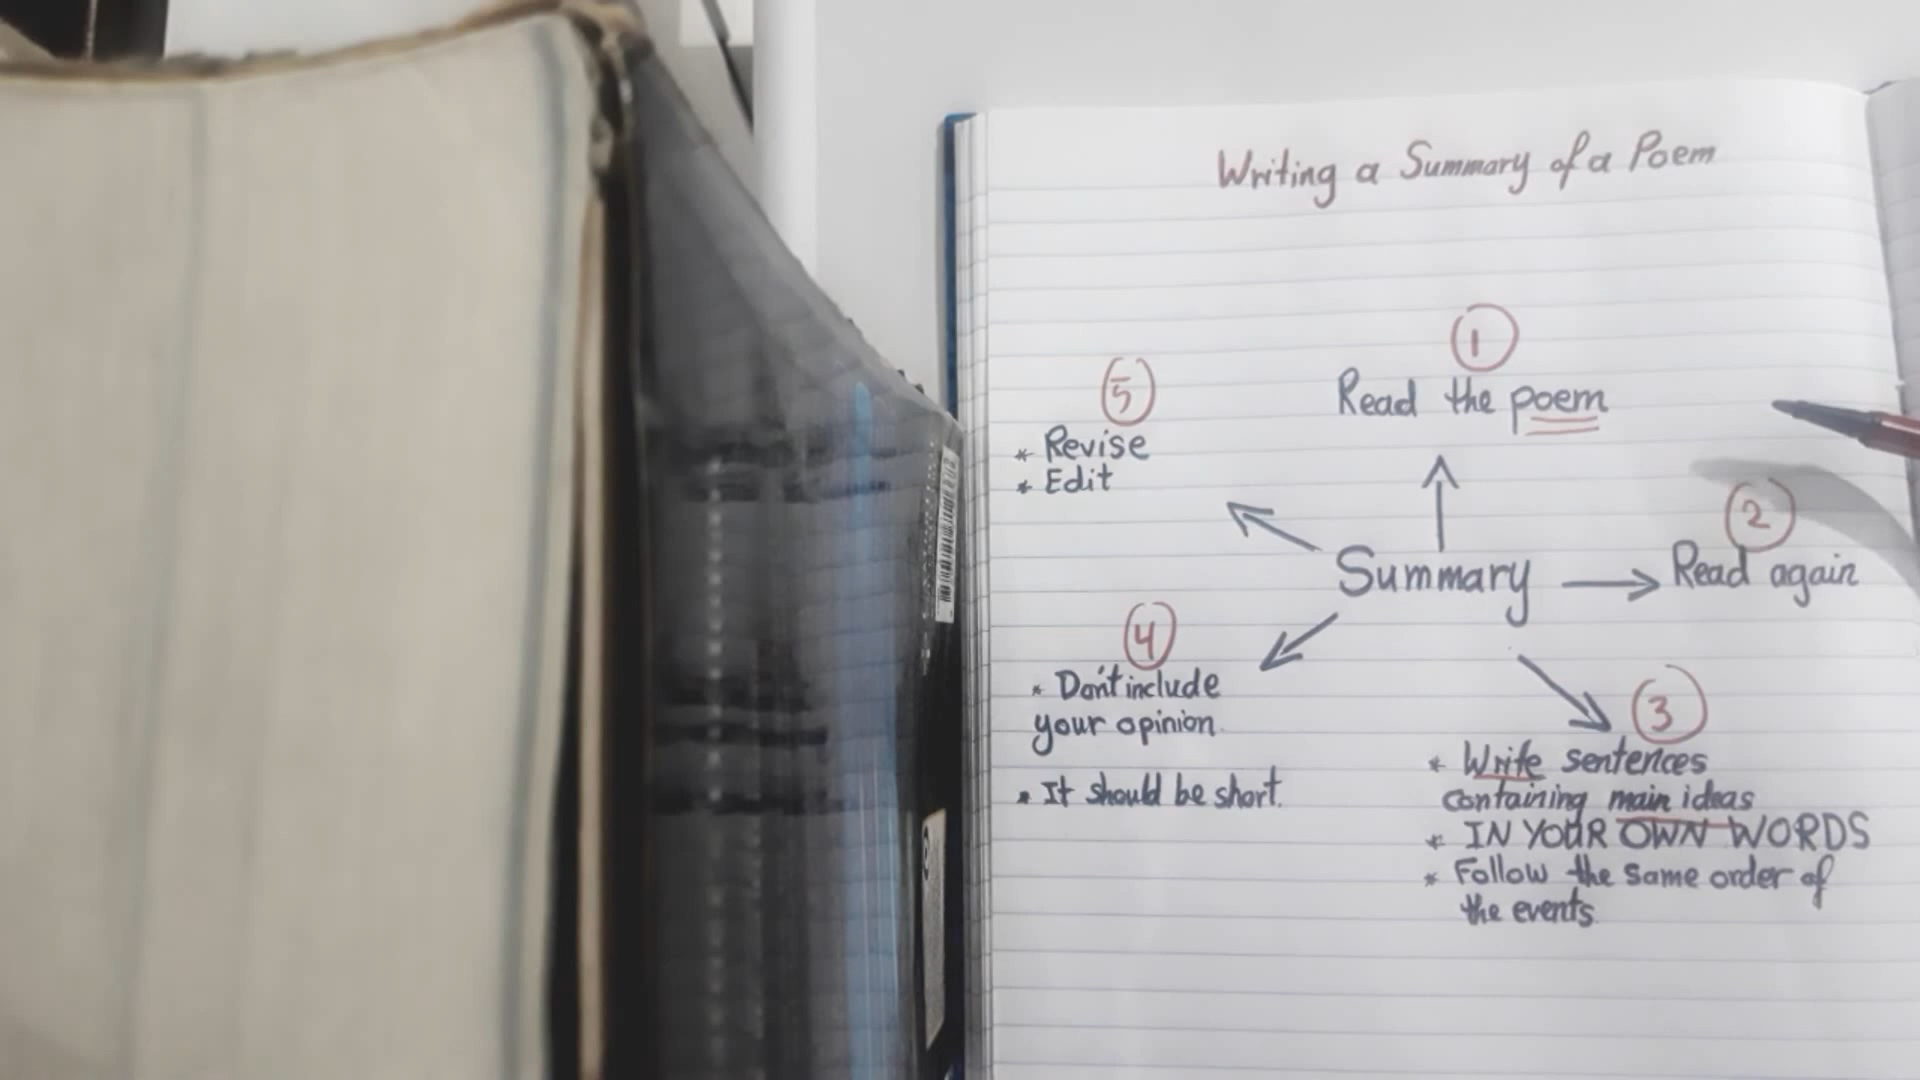 Writing a Summary of a Poem
1
Read the poem
2
Read again
Summary
3
* Write sentences
containing main ideas
* IN YOUR OWN WORDS
* Follow the same order of
the events
4
* Don't include
your opinion.
* It should be short.
5
* Revise
* Edit